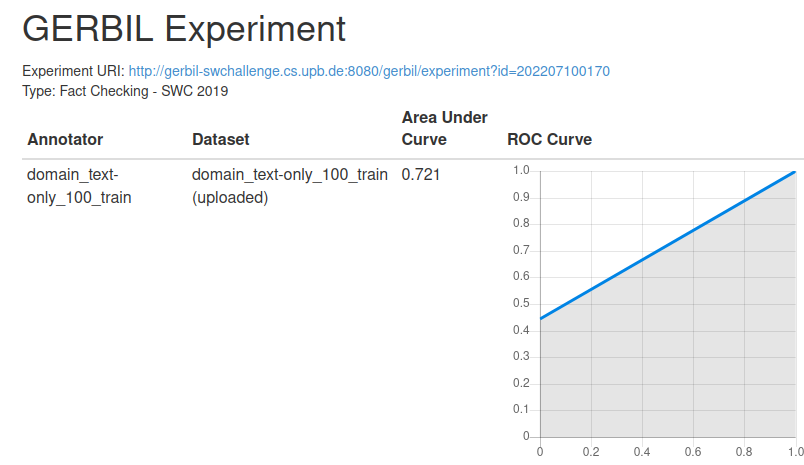 GERBIL Experiment
Experiment URI: http://gerbil-swchallenge.cs.upb.de:8080/gerbil/experiment?id=202207100170
Type: Fact Checking - SWC 2019
Annotator Dataset Area Under Curve ROC Curve
domain_text-only_100_train domain_text-only_100_train (uploaded) 0.721
1.0
0.9
0.8
0.7
0.6
0.5
0.4
0.3
0.2
0.1
0
0 0.2 0.4 0.6 0.8 1.0